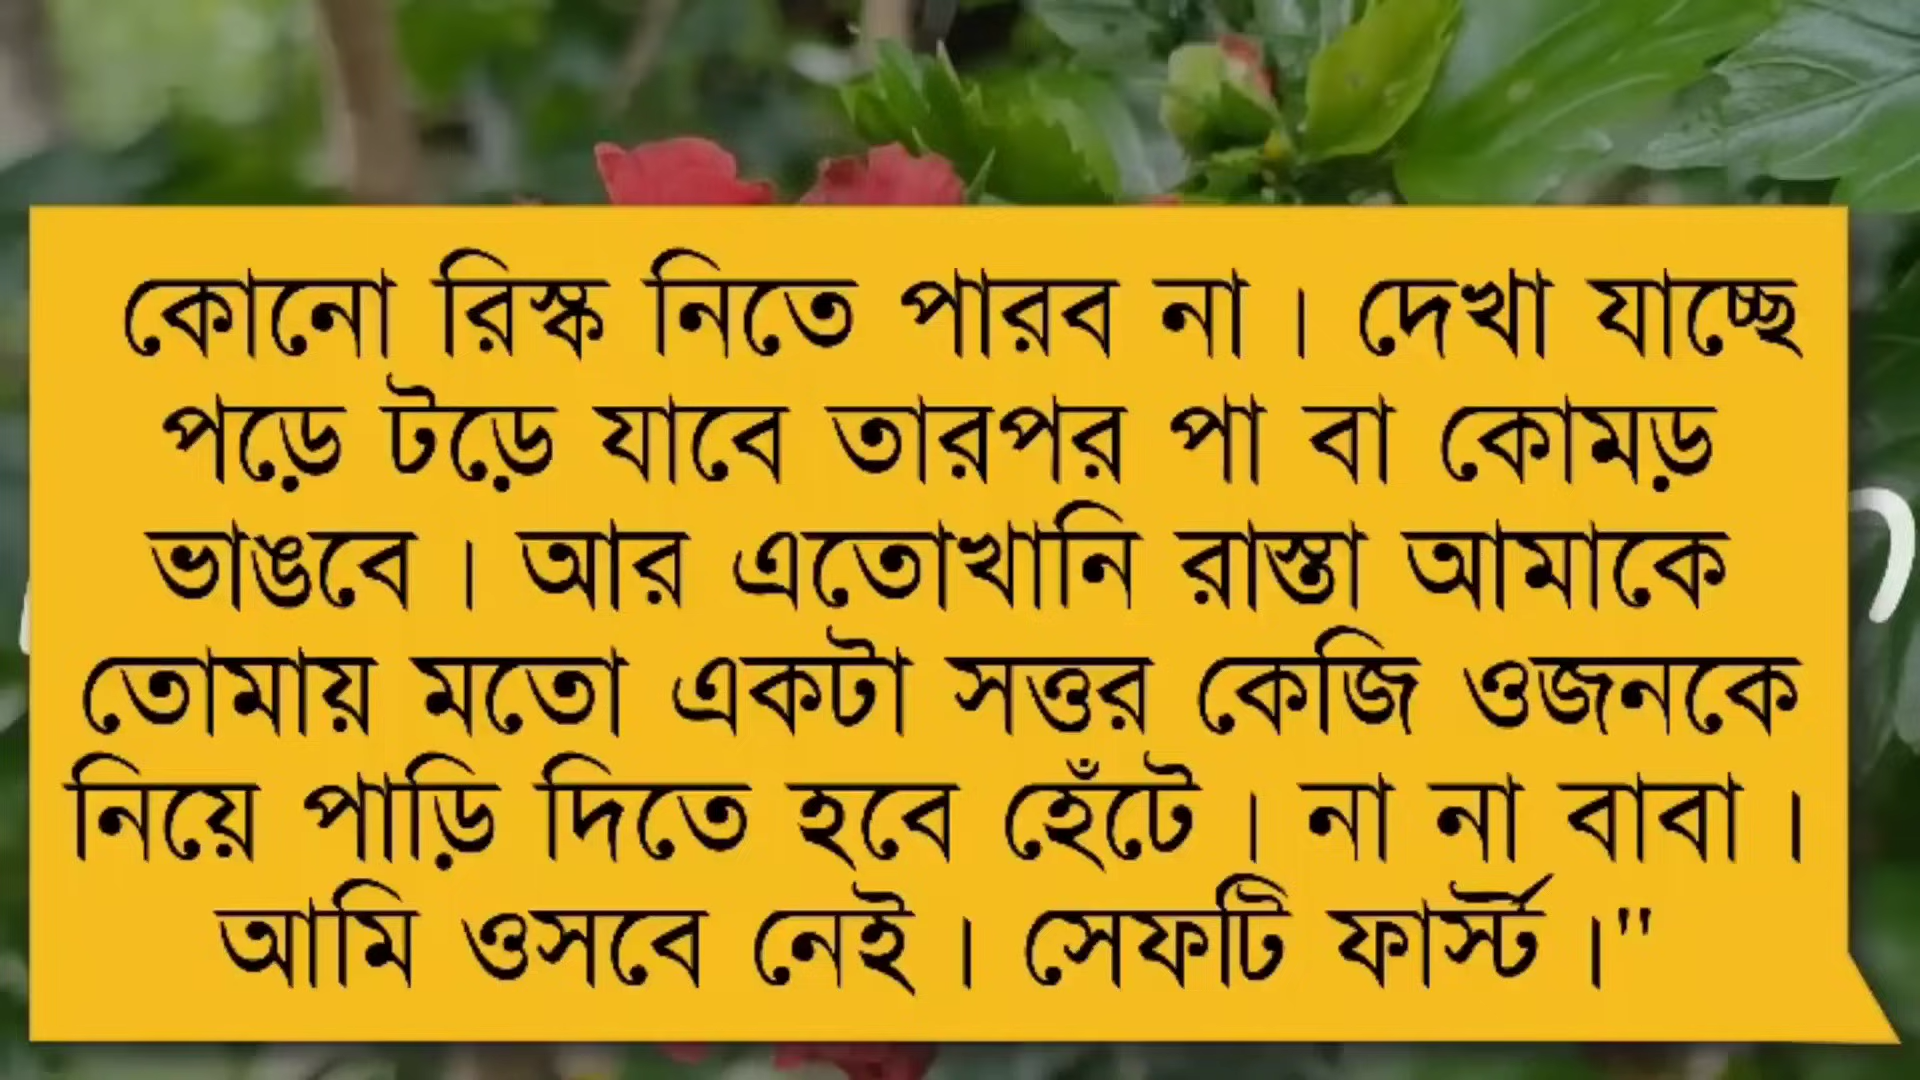 কোনো রিস্ক নিতে পারব না। দেখা যাচ্ছে
পড়ে টড়ে যাবে তারপর পা বা কোমড়
ভাঙবে। আর এতোখানি রাস্তা আমাকে
তোমায় মতো একটা সত্তর কেজি ওজনকে
নিয়ে পাড়ি দিতে হবে হেঁটে। না না বাবা।
আমি ওসবে নেই। সেফটি ফার্স্ট।"